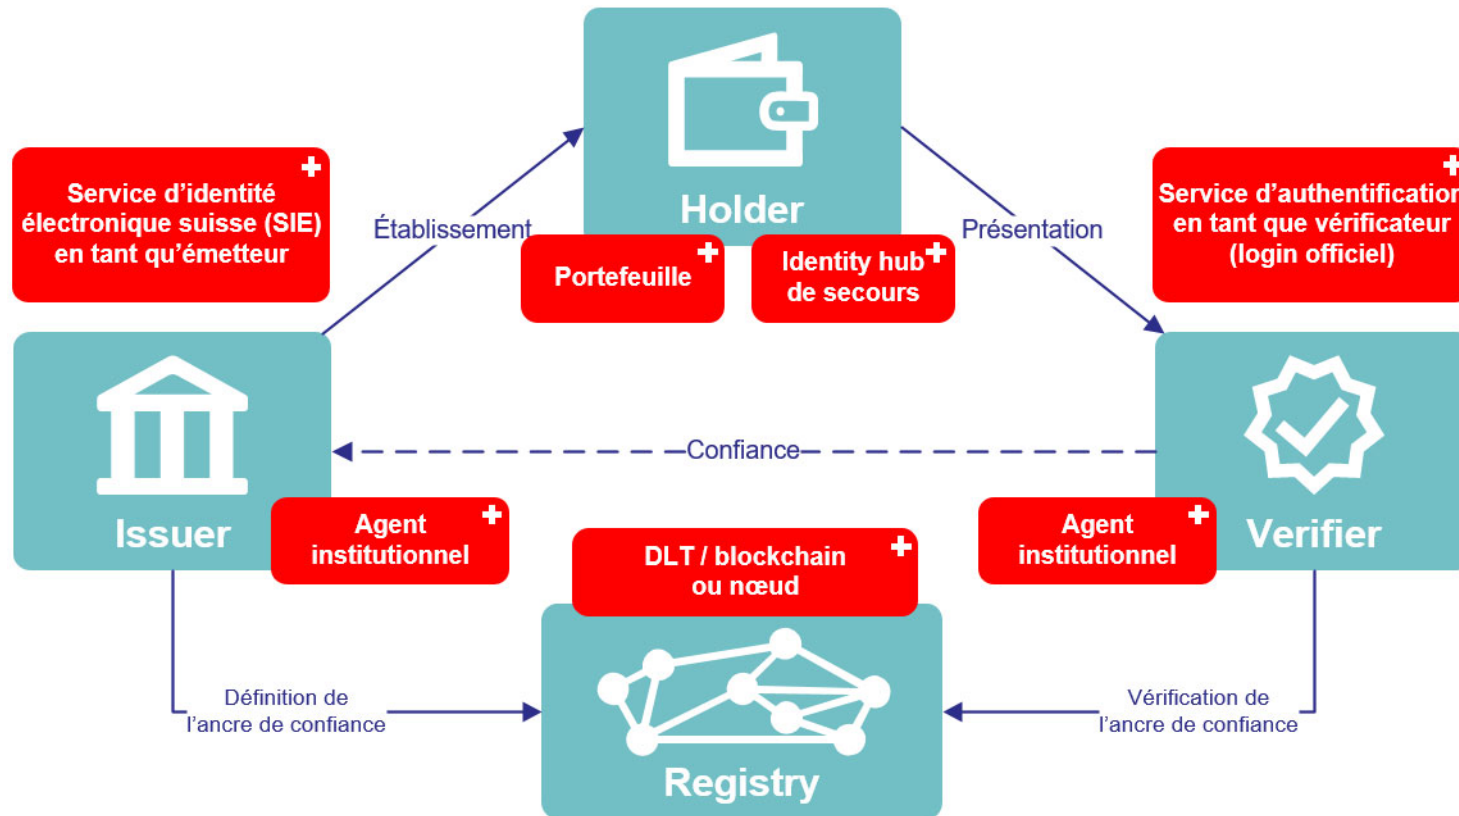 Holder
Portefeuille
Identity hub
de secours
Service d’identité
électronique suisse (SIE)
en tant qu’émetteur
Établissement
Présentation
Service d’authentification
en tant que vérificateur
(login officiel)
Confiance
Issuer
Agent
institutionnel
Agent
institutionnel
Verifier
DLT / blockchain
ou nœud
Définition de
l’ancre de confiance
Vérification de
l’ancre de confiance
Registry